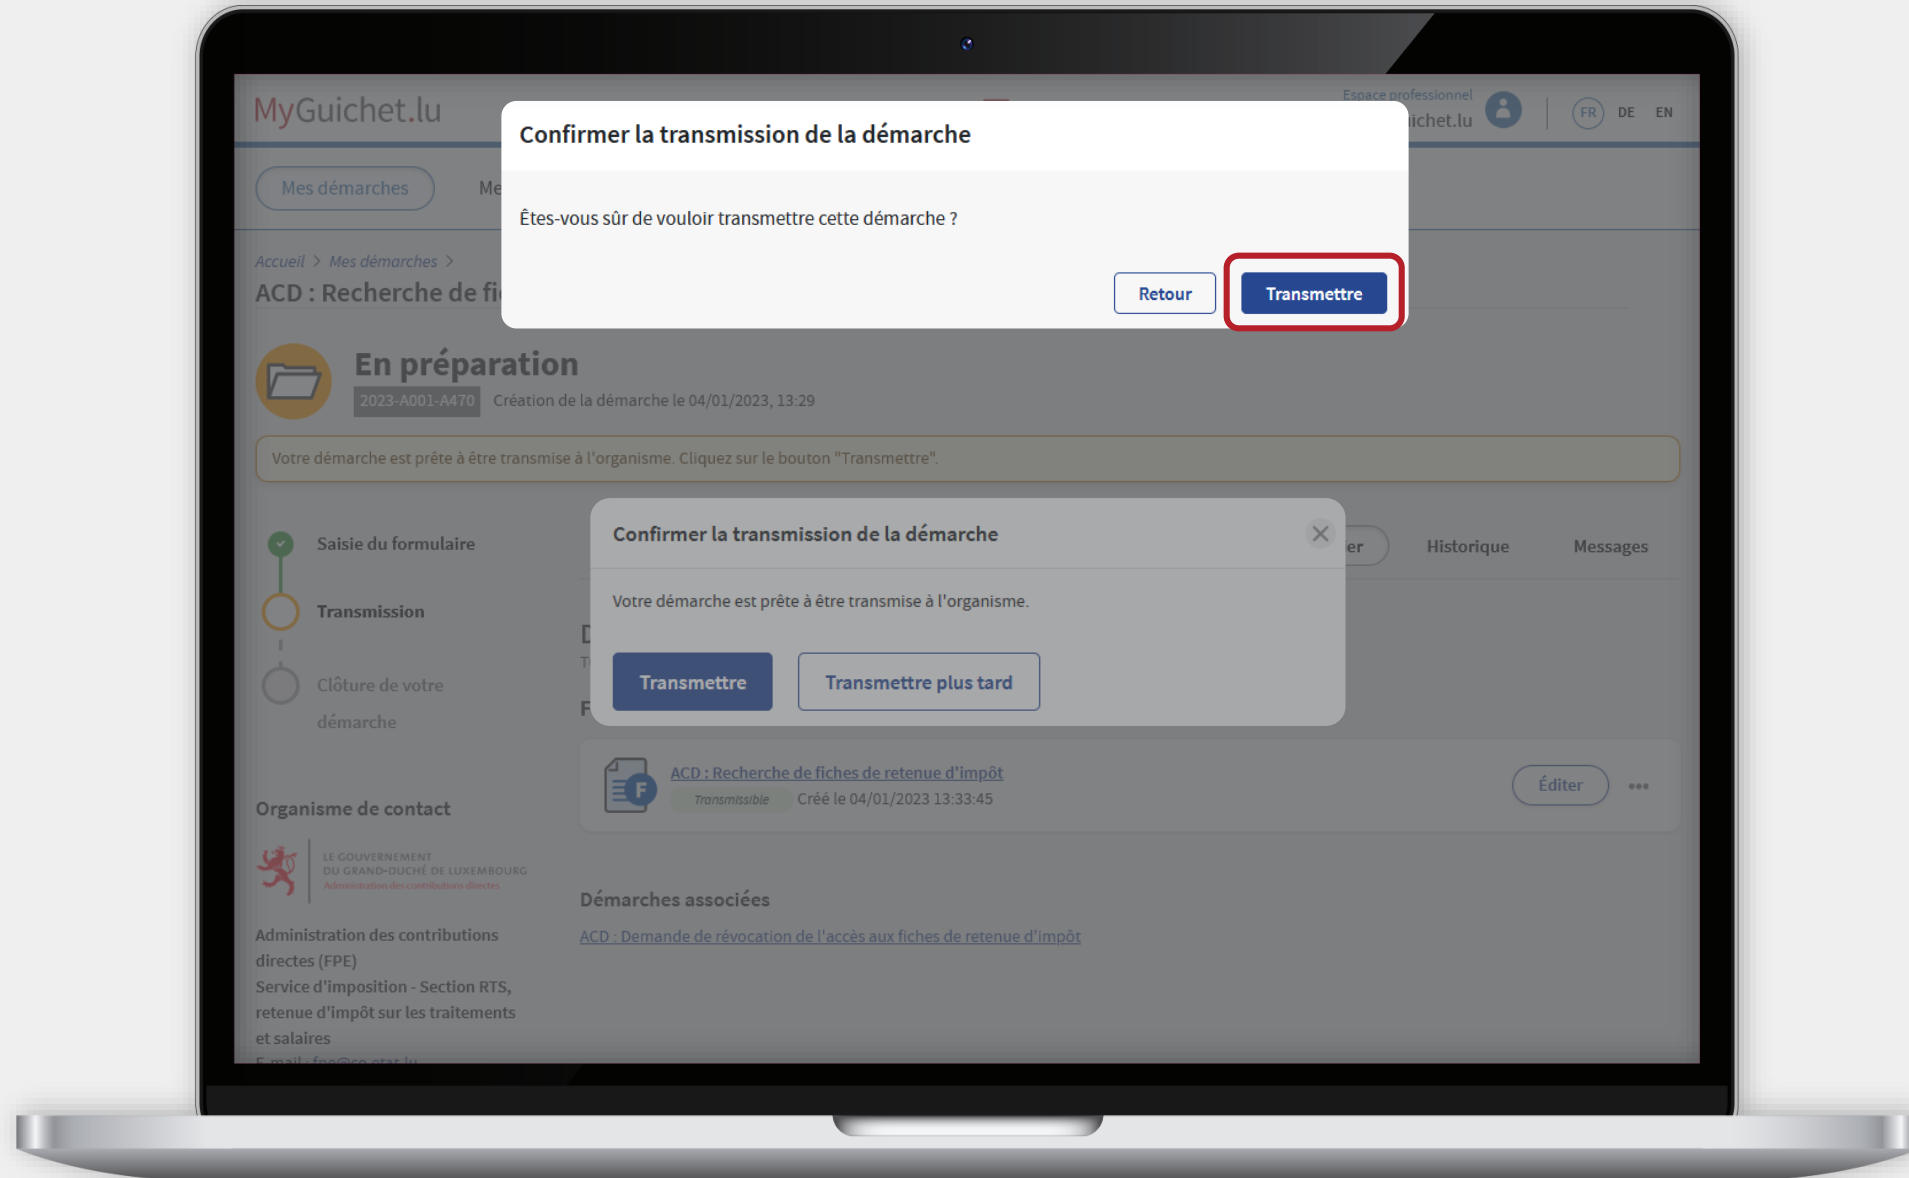 MyGuichet.lu
Espace professionnel
ichet.lu
FR DE EN
Confirmer la transmission de la démarche
Mes démarches
Me
Êtes-vous sûr de vouloir transmettre cette démarche ?
Retour
Transmettre
Accueil > Mes démarches >
ACD : Recherche de fi
En préparation
2023-A001-A470 Création de la démarche le 04/01/2023, 13:29
Votre démarche est prête à être transmise à l'organisme. Cliquez sur le bouton "Transmettre".
Saisie du formulaire
Transmission
Clôture de votre
démarche
Confirmer la transmission de la démarche
er
Historique
Messages
Votre démarche est prête à être transmise à l'organisme.
Transmettre
Transmettre plus tard
F
ACD : Recherche de fiches de retenue d'impôt
Transmissible Créé le 04/01/2023 13:33:45
Éditer
Organisme de contact
LE GOUVERNEMENT
DU GRAND-DUCHÉ DE LUXEMBOURG
Administration des contributions directes
Démarches associées
ACD : Demande de révocation de l'accès aux fiches de retenue d'impôt
Administration des contributions
directes (FPE)
Service d'imposition - Section RTS,
retenue d'impôt sur les traitements
et salaires
E-mail : fpe@co.etat.lu